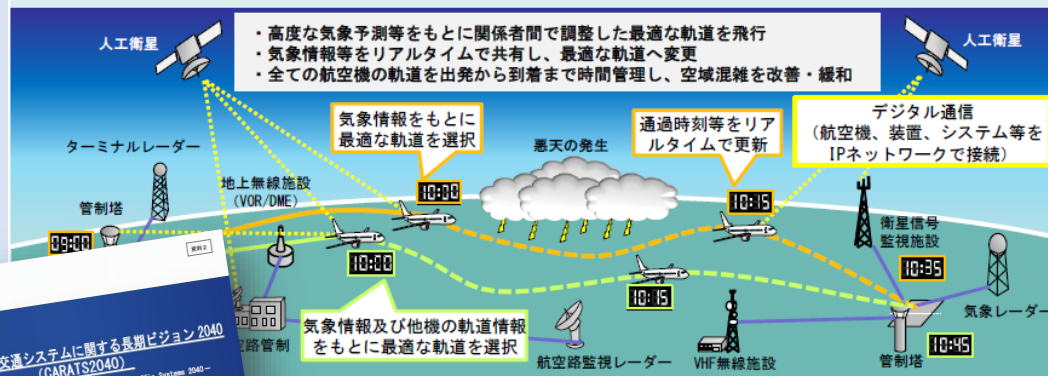 ・高度な気象予測等をもとに関係者間で調整した最適な軌道を飛行
・気象情報等をリアルタイムで共有し、最適な軌道へ変更
・全ての航空機の軌道を出発から到着まで時間管理し、空域混雑を改善・緩和
人工衛星
人工衛星
気象情報をもとに
最適な軌道を選択
悪天の発生
通過時刻等をリア
ルタイムで更新
デジタル通信
（航空機、装置、システム等を
IPネットワークで接続）
ターミナルレーダー
地上無線施設
（VOR/DME）
管制塔
09:00
10:00
10:15
衛星信号
監視施設
10:35
10:00
10:15
気象レーダー
気象情報及び他機の軌道情報
をもとに最適な軌道を選択
路管制
航空路監視レーダー
VHF無線施設
管制塔
10:45
資料2
交通システムに関する長期ビジョン2040
（CARATS2040）
Systems 2040－